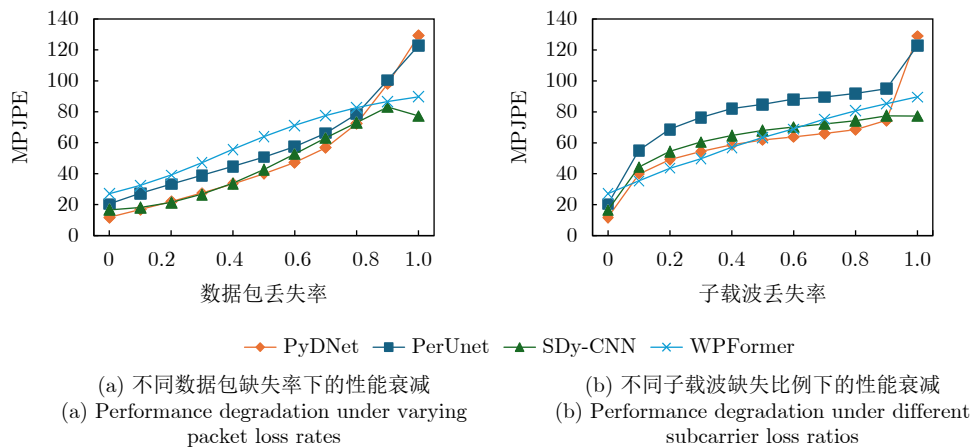 140
120
100
80
60
40
20
0
MPJPE
0
0.2
0.4
0.6
0.8
1.0
数据包丢失率
140
120
100
80
60
40
20
0
MPJPE
0
0.2
0.4
0.6
0.8
1.0
子载波丢失率
PyDNet
PerUnet
SDy-CNN
WPFormer
(a) 不同数据包缺失率下的性能衰减
(a) Performance degradation under varying
packet loss rates
(b) 不同子载波缺失比例下的性能衰减
(b) Performance degradation under different
subcarrier loss ratios